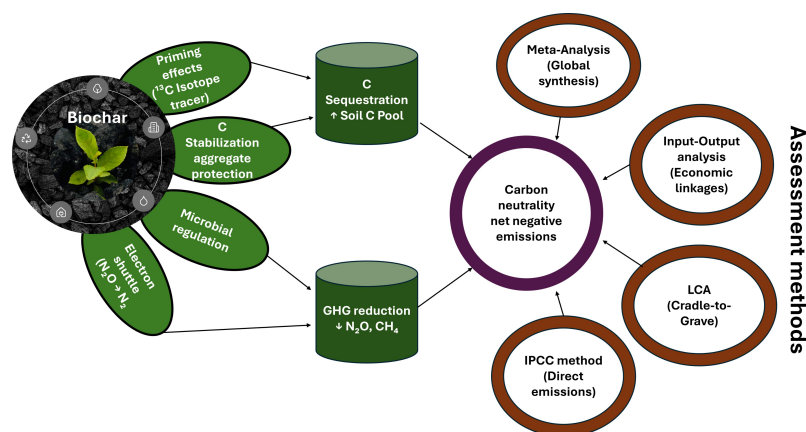 Biochar
Priming
effects
(¹³C Isotope
tracer)
C
Stabilization
aggregate
protection
Microbial
regulation
Electron
shuttle
(N₂O → N₂
C
Sequestration
↑ Soil C Pool
GHG reduction
↓ N₂O, CH₄
Carbon
neutrality
net negative
emissions
Meta-Analysis
(Global
synthesis)
Input-Output
analysis
(Economic
linkages)
LCA
(Cradle-to-
Grave)
IPCC method
(Direct
emissions)
Assessment methods